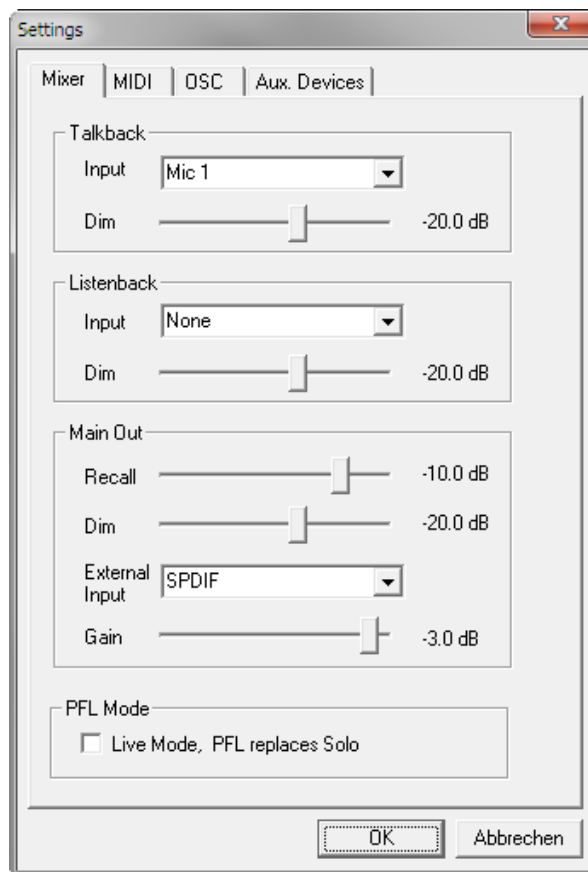 Settings
Mixer MIDI OSC Aux. Devices
Talkback
Input Mic 1
Dim -20.0 dB
Listenback
Input None
Dim -20.0 dB
Main Out
Recall -10.0 dB
Dim -20.0 dB
External
Input SPDIF
Gain -3.0 dB
PFL Mode
Live Mode, PFL replaces Solo
OK Abbrechen